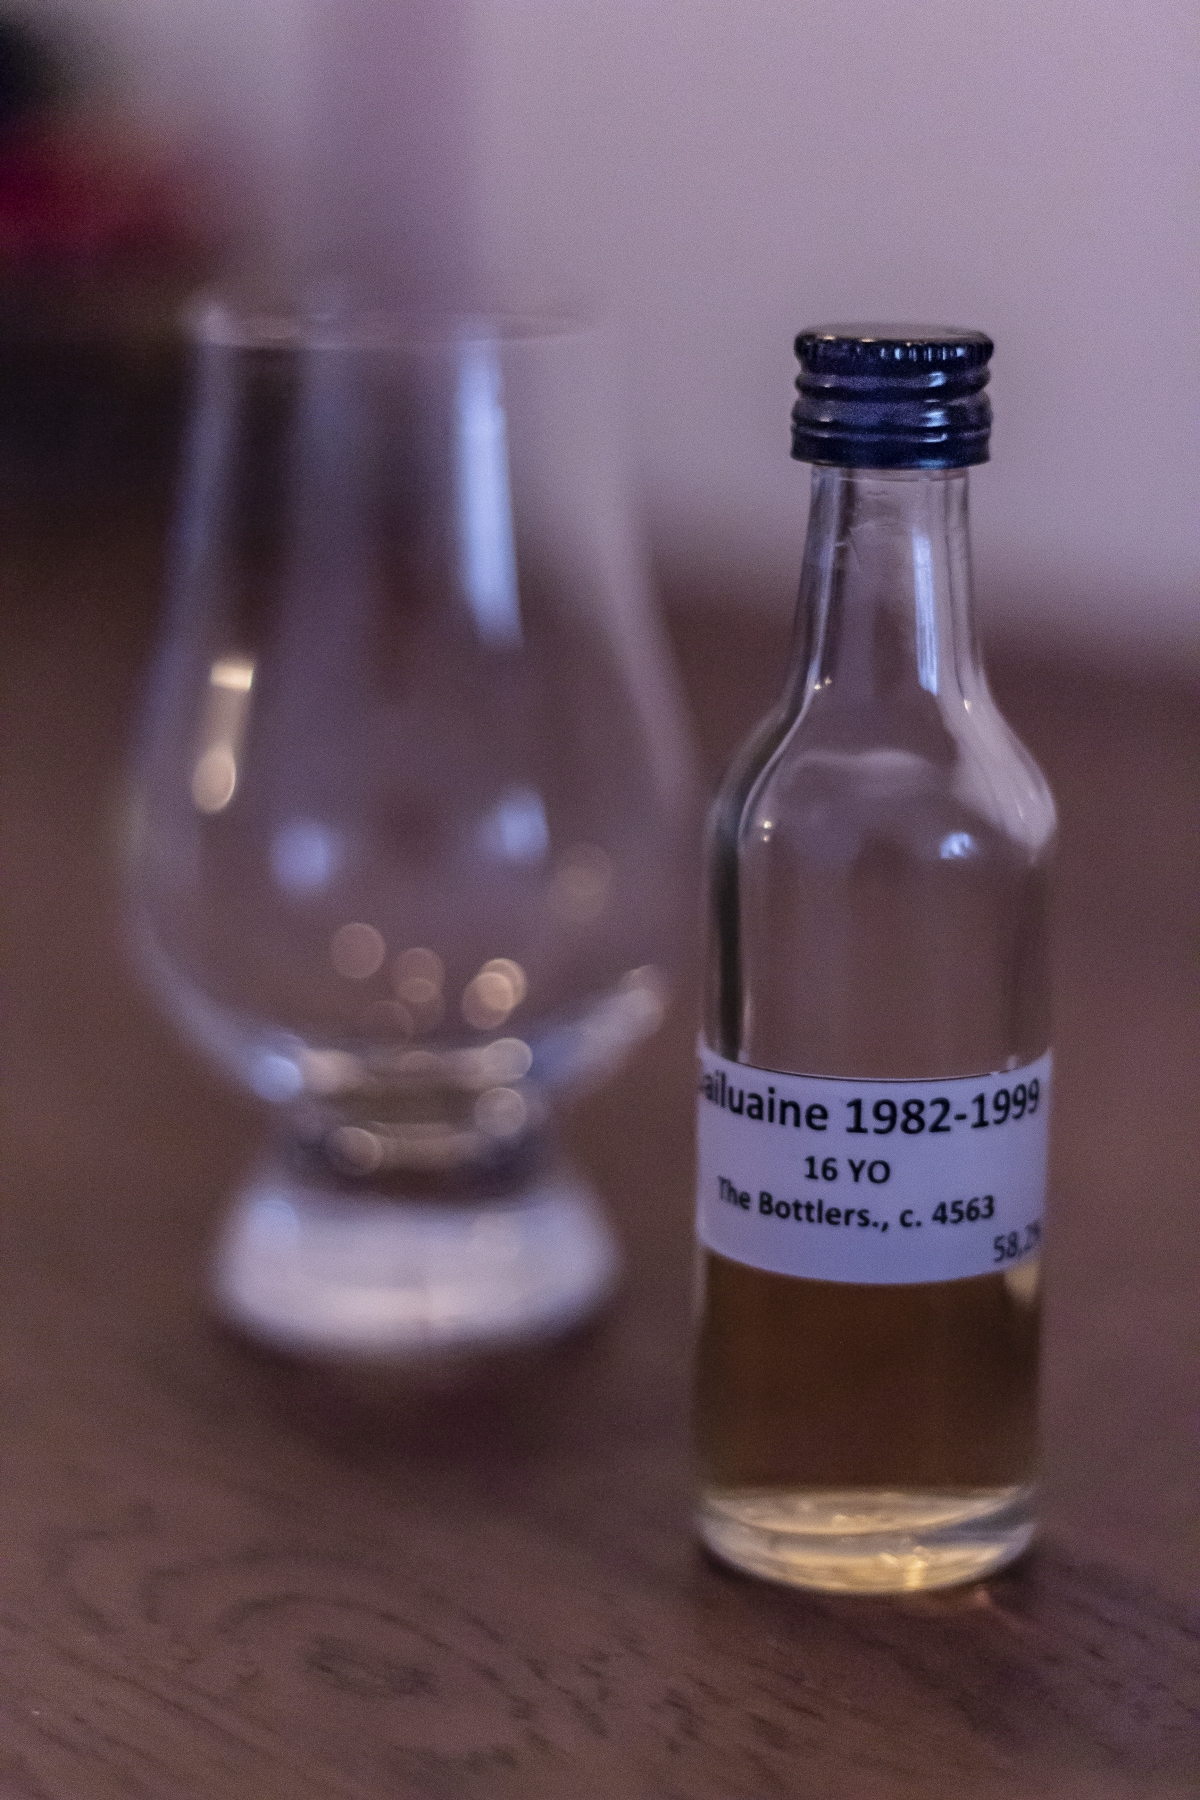 ailuaine 1982-1999
16 YO
The Bottlers., c. 4563
58,2%